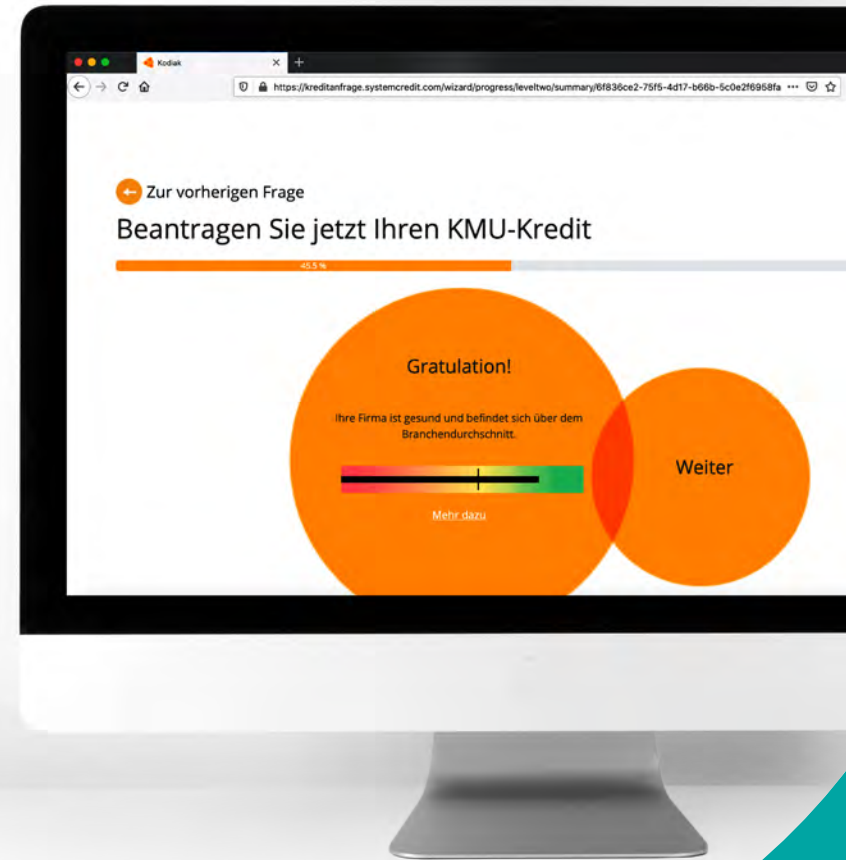 Kodiak
https://kreditanfrage.systemcredit.com/wizard/progress/leveltwo/summary/6f836ce2-75f5-4d17-b66b-5c0e2f6958fa
Zur vorherigen Frage
Beantragen Sie jetzt Ihren KMU-Kredit
45.5 %
Gratulation!
Ihre Firma ist gesund und befindet sich über dem
Branchendurchschnitt.
Mehr dazu
Weiter